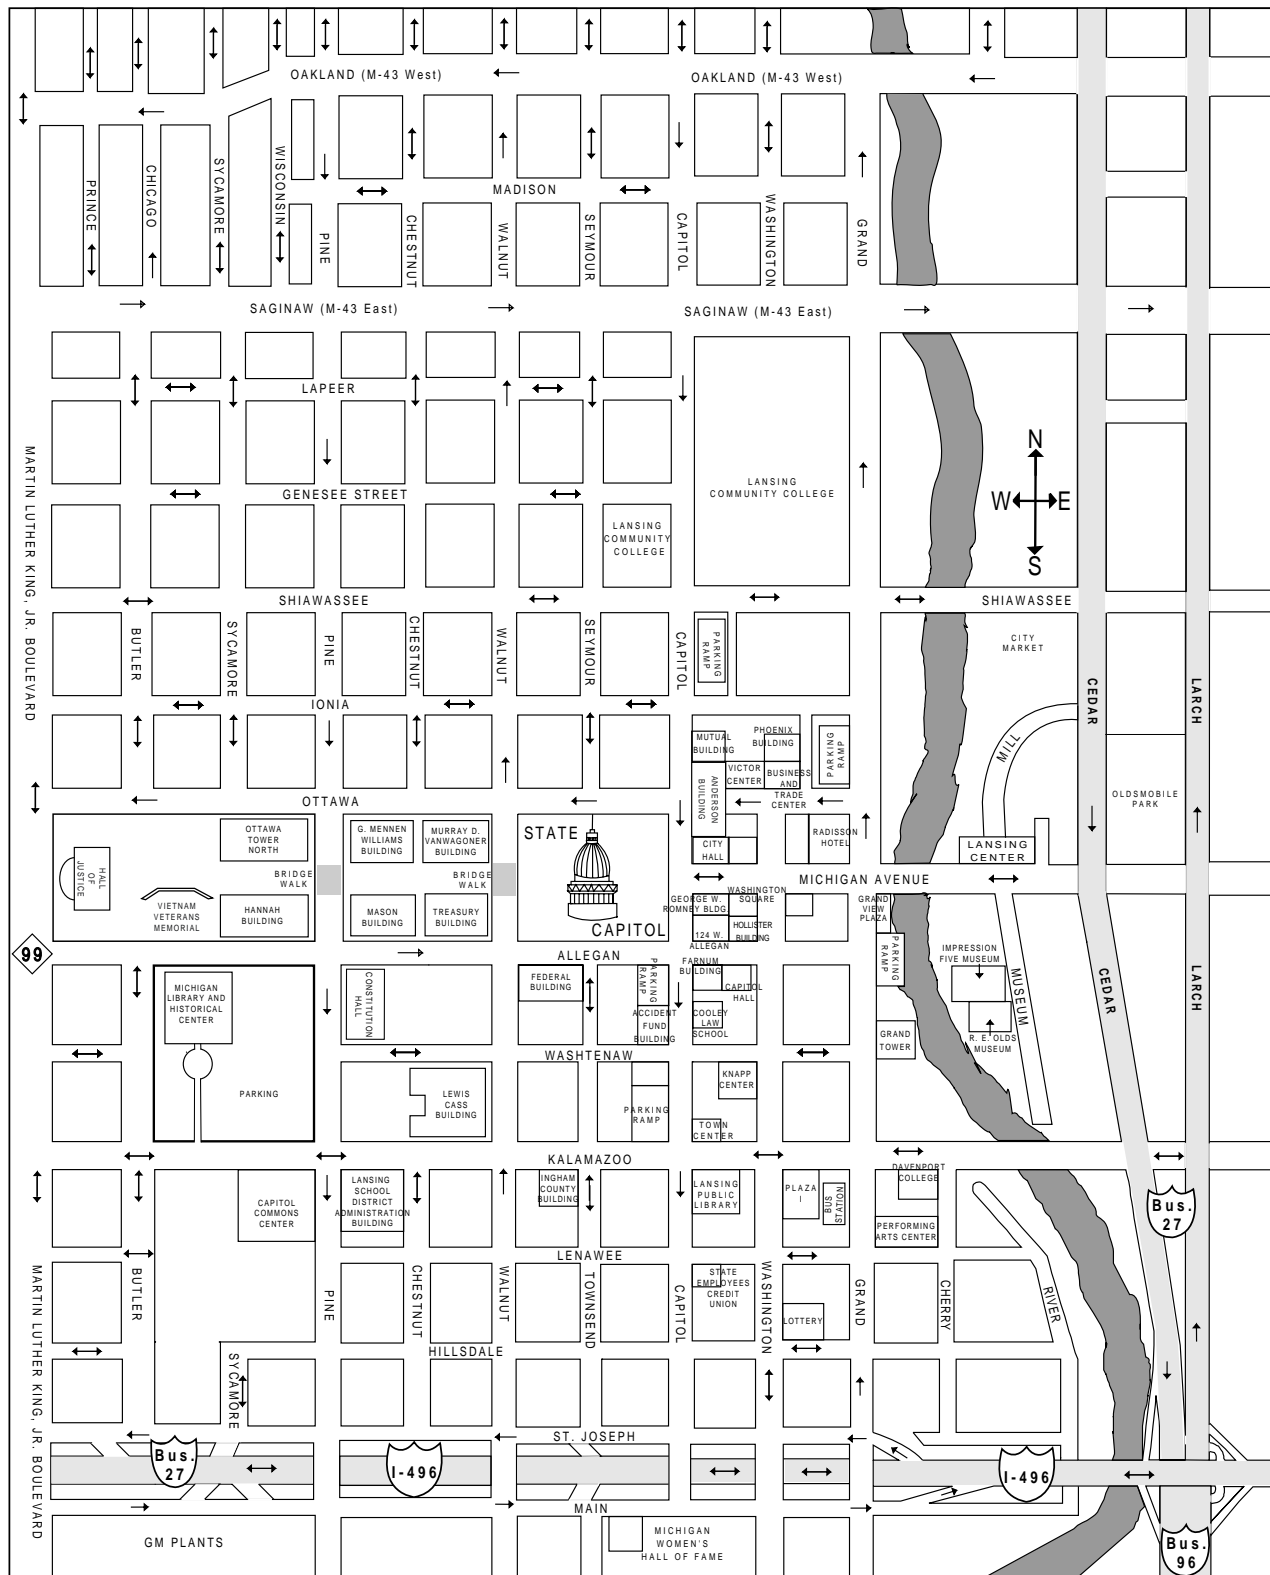 OAKLAND (M-43 West)
OAKLAND (M-43 West)
PRINCE
CHICAGO
SYCAMORE
WISCONSIN
PINE
CHESTNUT
WALNUT
SEYMOUR
CAPITOL
WASHINGTON
GRAND
MADISON
SAGINAW (M-43 East)
SAGINAW (M-43 East)
LAPEER
MARTIN LUTHER KING, JR. BOULEVARD
GENESEE STREET
LANSING
COMMUNITY COLLEGE
N
W
E
S
LANSING
COMMUNITY
COLLEGE
SHIAWASSEE
SHIAWASSEE
BUTLER
SYCAMORE
PINE
CHESTNUT
WALNUT
SEYMOUR
CAPITOL
PARKING
RAMP
CITY
MARKET
CEDAR
LARCH
IONIA
MUTUAL
BUILDING
PHOENIX
BUILDING
PARKING
RAMP
MILL
VICTOR
CENTER
BUSINESS
AND
TRADE
CENTER
ANDERSON
BUILDING
OLDSMOBILE
PARK
OTTAWA
OTTAWA
TOWER
NORTH
G. MENNEN
WILLIAMS
BUILDING
MURRAY D.
VANWAGONER
BUILDING
STATE
CAPITOL
CITY
HALL
RADISSON
HOTEL
LANSING
CENTER
HALL
OF
JUSTICE
BRIDGE
WALK
BRIDGE
WALK
MICHIGAN AVENUE
VIETNAM
VETERANS
MEMORIAL
HANNAH
BUILDING
MASON
BUILDING
TREASURY
BUILDING
GEORGE W.
ROMNEY BLDG.
WASHINGTON
SQUARE
HOLLISTER
BUILDING
124 W.
ALLEGAN
GRAND
VIEW
PLAZA
PARKING
RAMP
99
ALLEGAN
IMPRESSION
FIVE MUSEUM
MUSEUM
CEDAR
LARCH
MICHIGAN
LIBRARY AND
HISTORICAL
CENTER
CONSTITUTION
HALL
FEDERAL
BUILDING
PARKING
RAMP
FARNUM
BUILDING
CAPITOL
HALL
ACCIDENT
FUND
BUILDING
COOLEY
LAW
SCHOOL
GRAND
TOWER
R. E. OLDS
MUSEUM
WASHTENAW
PARKING
LEWIS
CASS
BUILDING
PARKING
RAMP
KNAPP
CENTER
TOWN
CENTER
KALAMAZOO
CAPITOL
COMMONS
CENTER
LANSING
SCHOOL
DISTRICT
ADMINISTRATION
BUILDING
INGHAM
COUNTY
BUILDING
LANSING
PUBLIC
LIBRARY
PLAZA
I
BUS
STATION
DAVENPORT
COLLEGE
PERFORMING
ARTS CENTER
Bus.
27
LENAWEE
MARTIN LUTHER KING, JR. BOULEVARD
BUTLER
PINE
CHESTNUT
WALNUT
TOWNSEND
CAPITOL
STATE
EMPLOYEES
CREDIT
UNION
WASHINGTON
LOTTERY
GRAND
CHERRY
RIVER
HILLSDALE
SYCAMORE
ST. JOSEPH
Bus.
27
I-496
I-496
MAIN
GM PLANTS
MICHIGAN
WOMEN'S
HALL OF FAME
Bus.
96